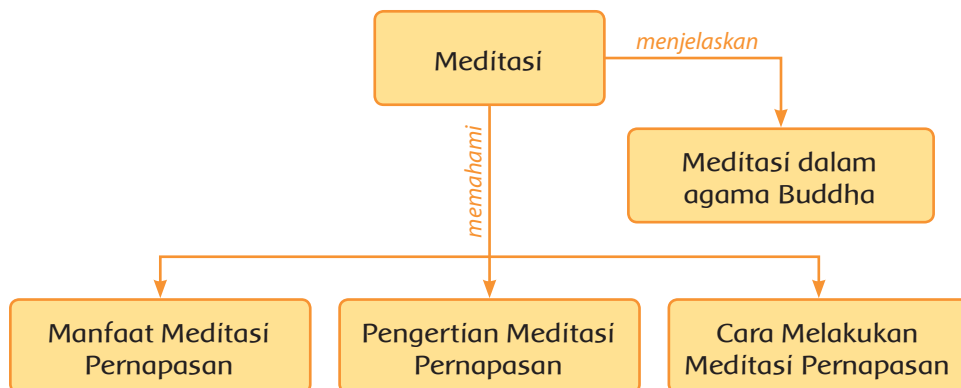 Meditasi
menjelaskan
Meditasi dalam
agama Buddha
memahami
Manfaat Meditasi
Pernapasan
Pengertian Meditasi
Pernapasan
Cara Melakukan
Meditasi Pernapasan